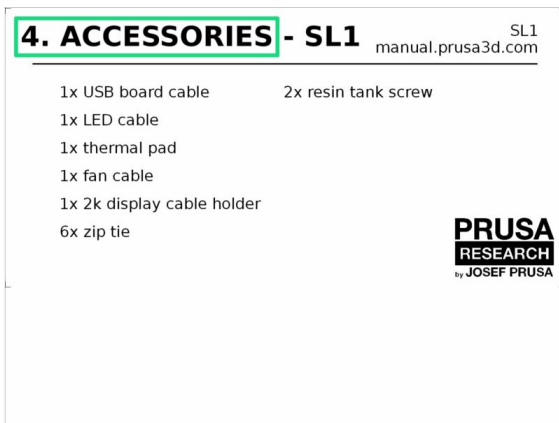 4. ACCESSORIES - SL1
SL1
manual.prusa3d.com
1x USB board cable
1x LED cable
1x thermal pad
1x fan cable
1x 2k display cable holder
6x zip tie
2x resin tank screw
PRUSA
RESEARCH
by JOSEF PRUSA